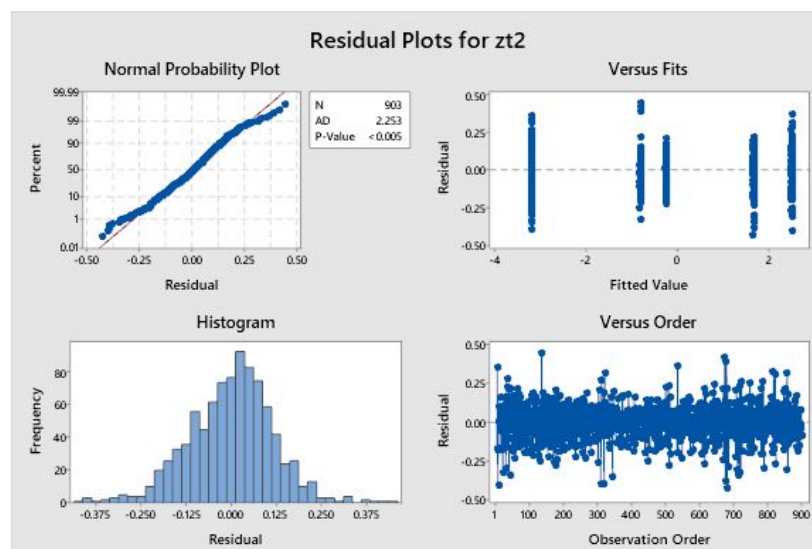 Residual Plots for zt2
Normal Probability Plot
99.99
99
90
50
10
1
0.01
Percent
-0.50 -0.25 0.00 0.25 0.50
Residual
N 903
AD 2.253
P-Value <0.005
Versus Fits
0.50
0.25
0.00
-0.25
-0.50
Residual
-4 -2 0 2
Fitted Value
Histogram
80
60
40
20
0
Frequency
-0.375 -0.250 -0.125 0.000 0.125 0.250 0.375
Residual
Versus Order
0.50
0.25
0.00
-0.25
-0.50
Residual
1 100 200 300 400 500 600 700 800 900
Observation Order